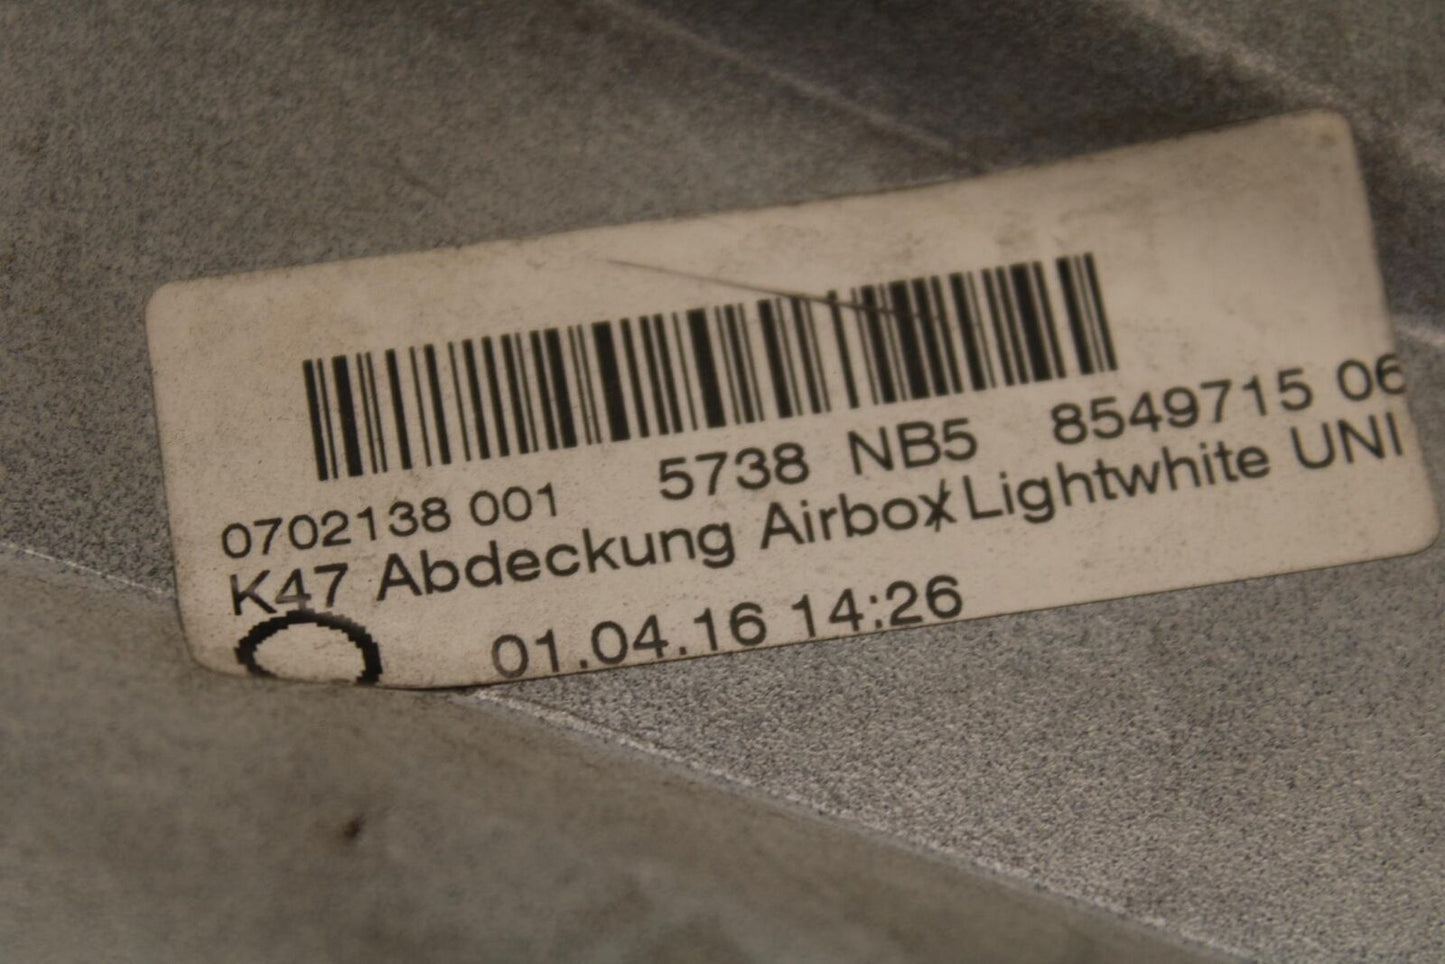 0702138 001 5738 NB5 8549715 06
K47 Abdeckung Airbox Lightwhite UNI
01.04.16 14:26